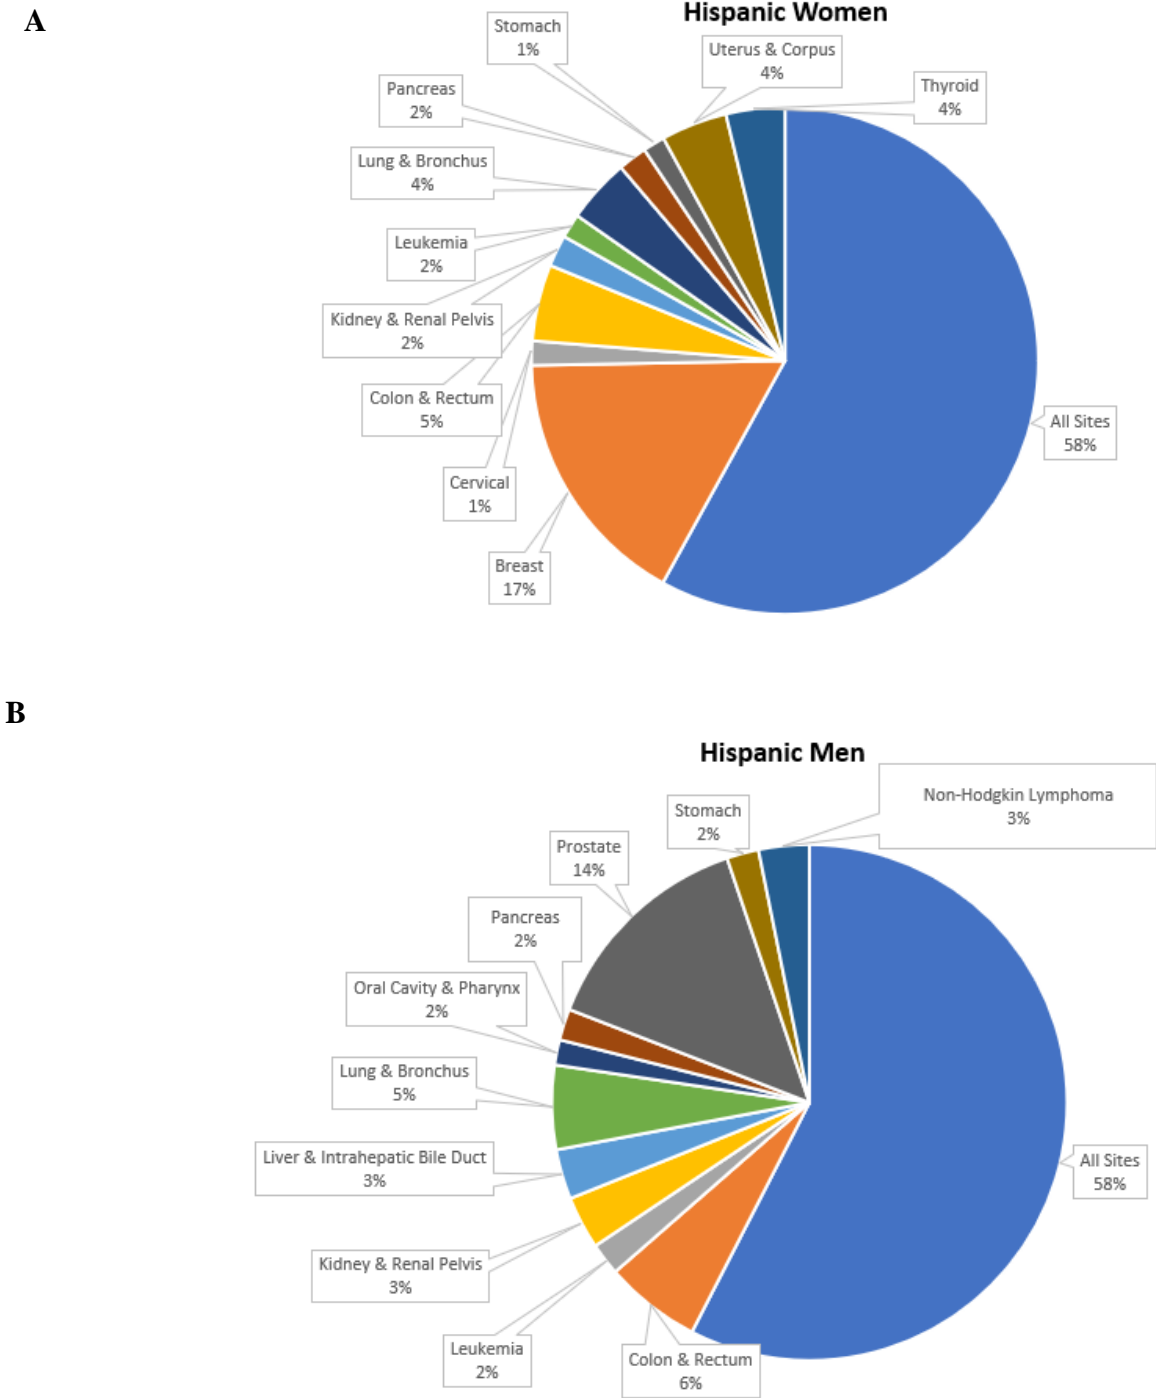 A
Hispanic Women
Stomach
1%
Uterus & Corpus
4%
Thyroid
4%
Pancreas
2%
Lung & Bronchus
4%
Leukemia
2%
Kidney & Renal Pelvis
2%
Colon & Rectum
5%
All Sites
58%
Cervical
1%
Breast
17%
B
Hispanic Men
Non-Hodgkin Lymphoma
3%
Stomach
2%
Prostate
14%
Pancreas
2%
Oral Cavity & Pharynx
2%
Lung & Bronchus
5%
Liver & Intrahepatic Bile Duct
3%
All Sites
58%
Kidney & Renal Pelvis
3%
Leukemia
2%
Colon & Rectum
6%